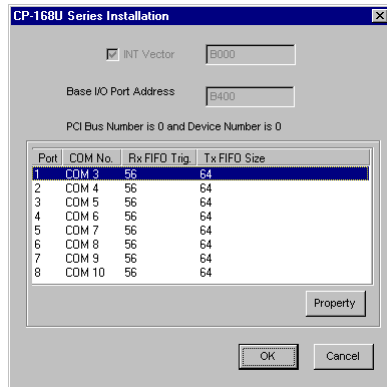 CP-168U Series Installation
INT Vector B000
Base I/O Port Address B400
PCI Bus Number is 0 and Device Number is 0
Port COM No. Rx FIFO Trig. Tx FIFO Size
1 COM 3 56 64
2 COM 4 56 64
3 COM 5 56 64
4 COM 6 56 64
5 COM 7 56 64
6 COM 8 56 64
7 COM 9 56 64
8 COM 10 56 64
Property
OK Cancel